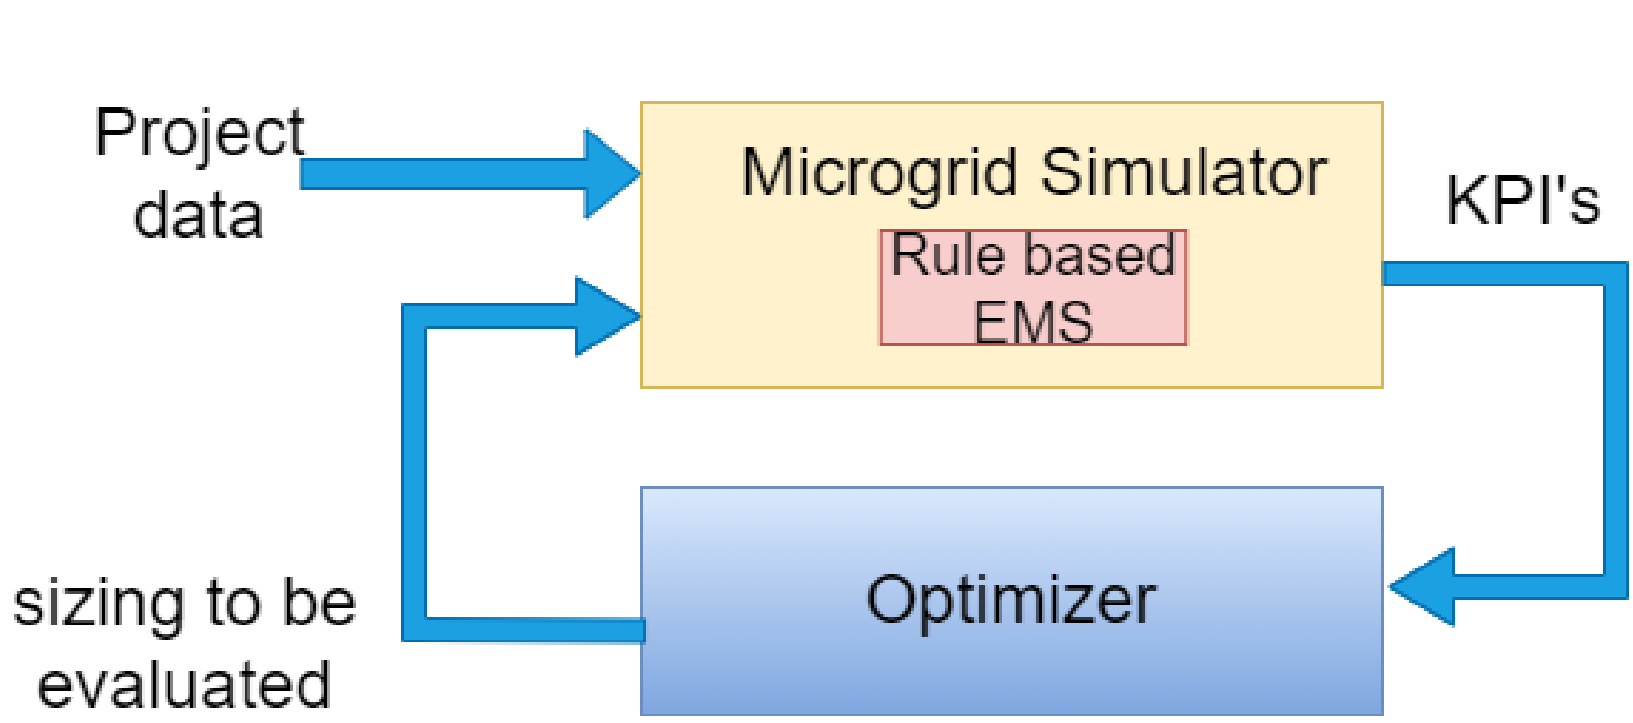 Project
data
Microgrid Simulator
Rule based
EMS
KPI's
Optimizer
sizing to be
evaluated